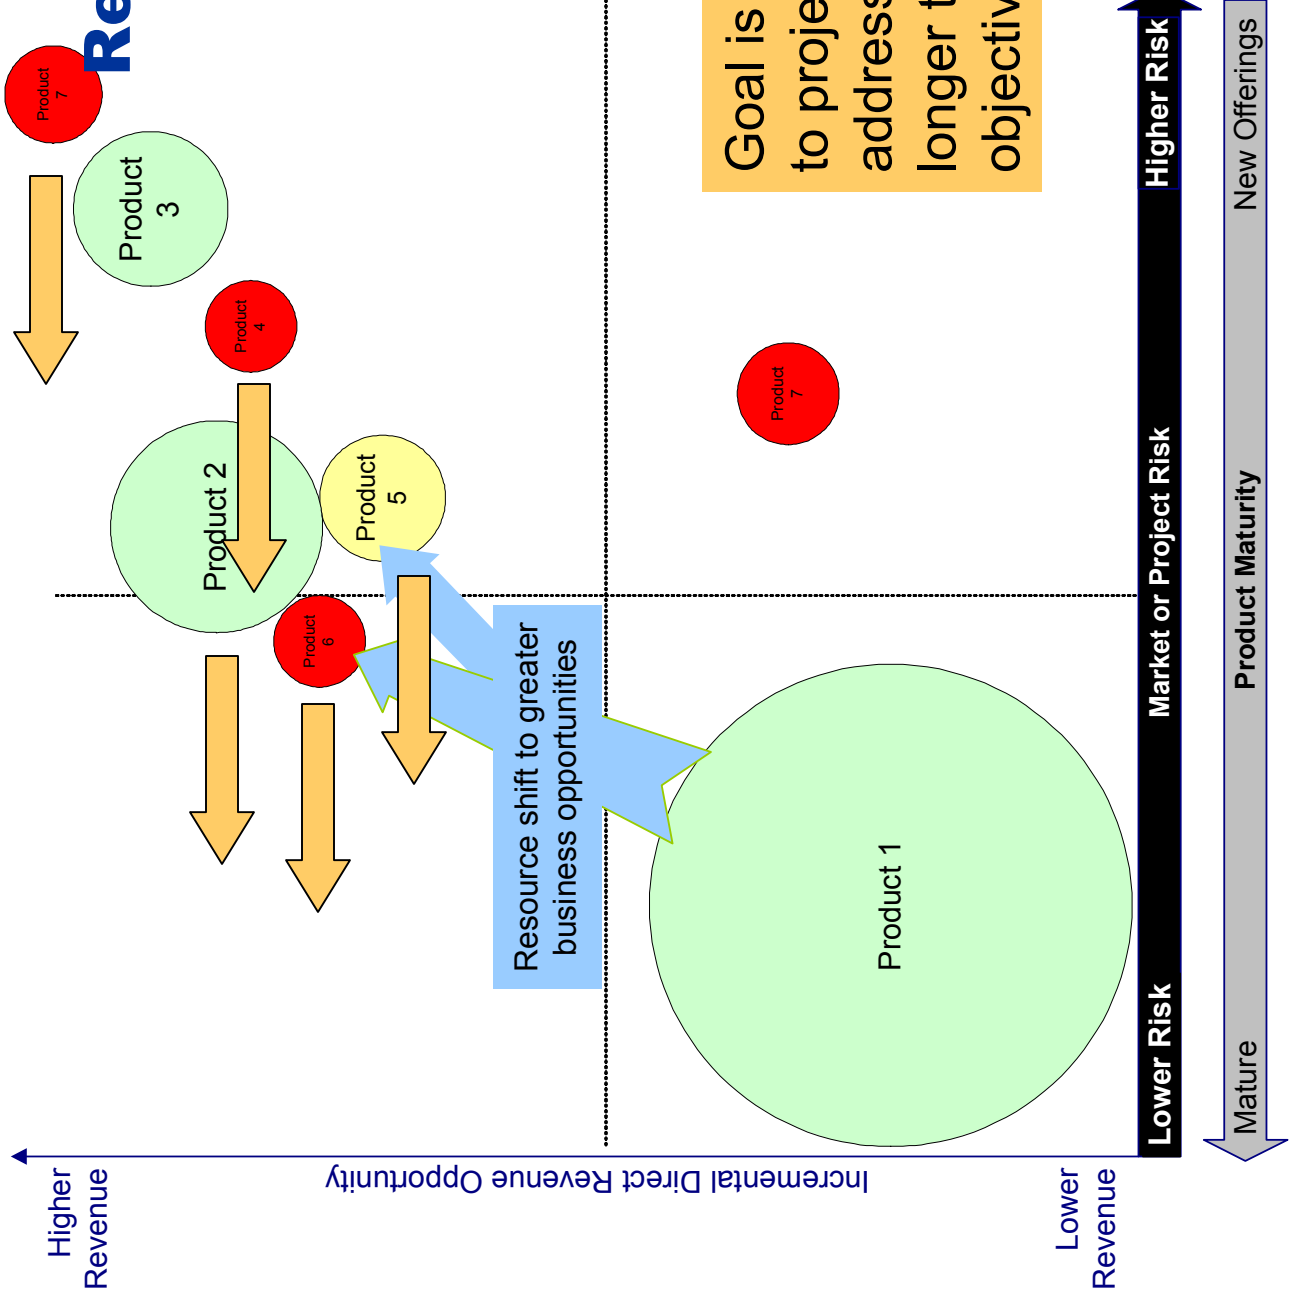 Re
Higher
Revenue
Product
7
Product
3
Product 2
Product
4
Product
6
Product
5
Incremental Direct Revenue Opportunity
Resource shift to greater
business opportunities
Goal is
to proje
address
longer t
objectiv
Product
7
Product 1
Lower
Revenue
Lower Risk Market or Project Risk Higher Risk
Mature Product Maturity New Offerings